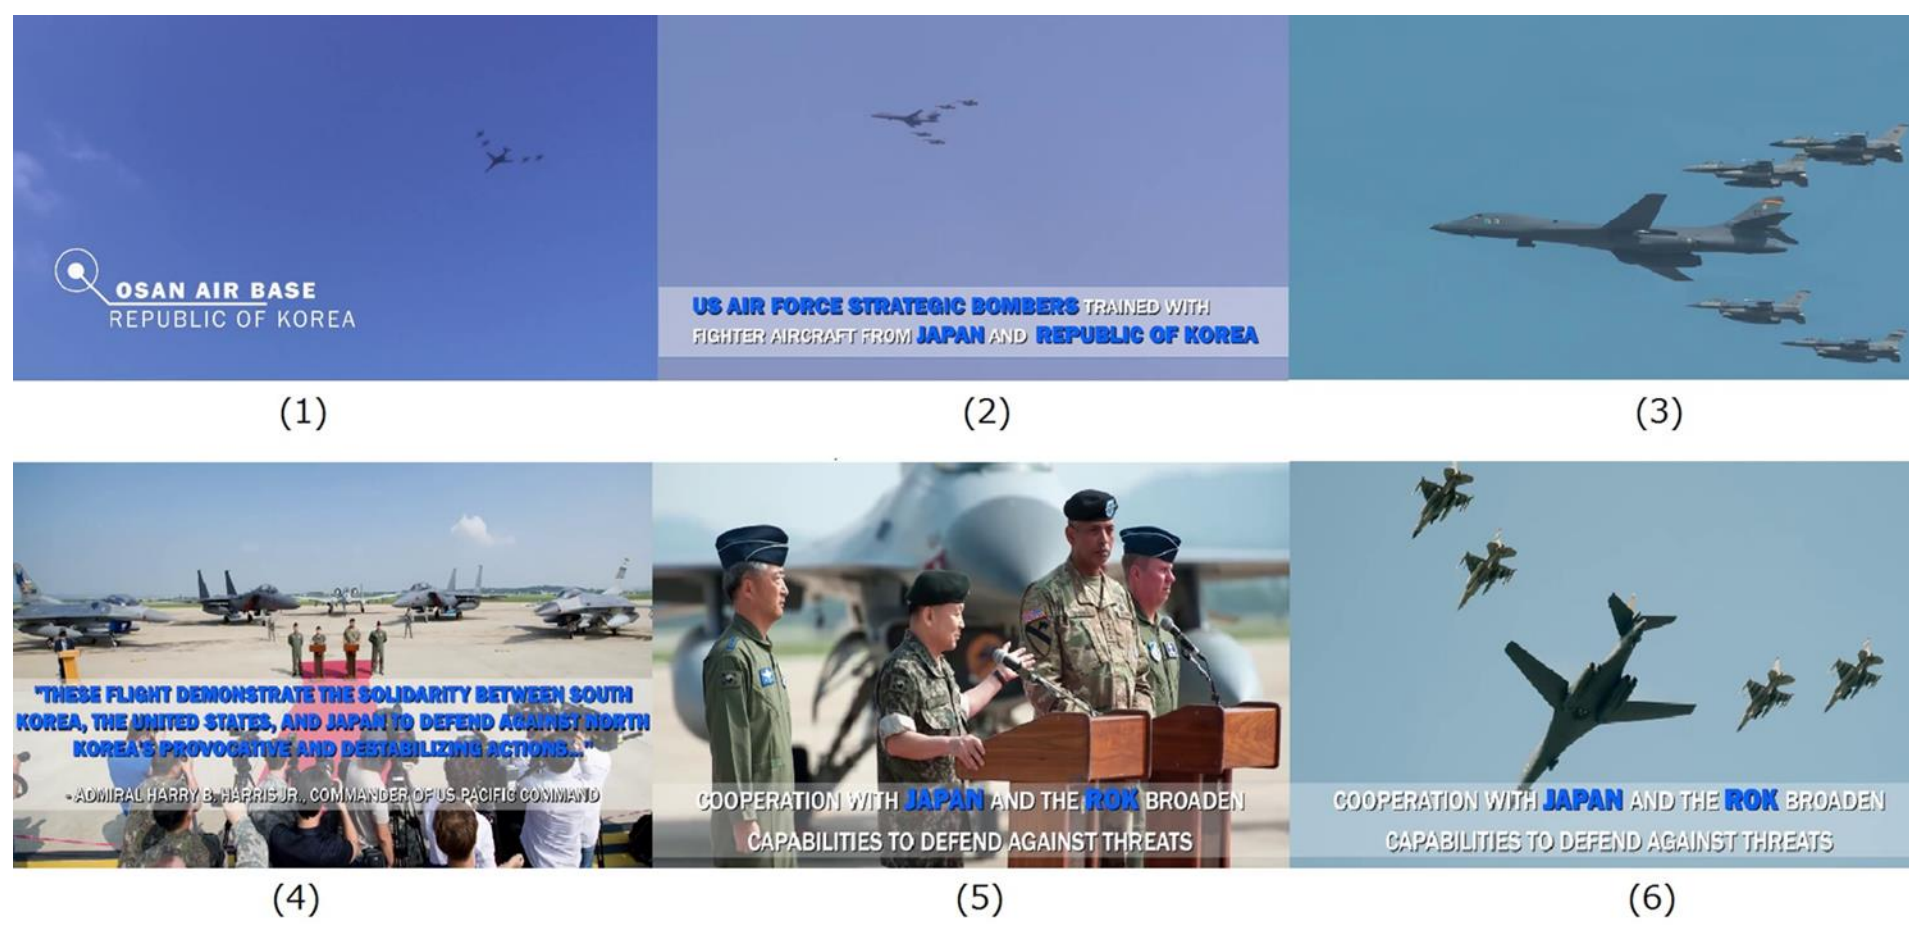 OSAN AIR BASE
REPUBLIC OF KOREA
US AIR FORCE STRATEGIC BOMBERS TRAINED WITH
FIGHTER AIRCRAFT FROM JAPAN AND REPUBLIC OF KOREA
(1)
(2)
(3)
"THESE FLIGHT DEMONSTRATE THE SOLIDARITY BETWEEN SOUTH
KOREA, THE UNITED STATES, AND JAPAN TO DEFEND AGAINST NORTH
KOREA'S PROVOCATIVE AND DESTABILIZING ACTIONS..."
- ADMIRAL HARRY B. HARRIS JR., COMMANDER OF US PACIFIC COMMAND
COOPERATION WITH JAPAN AND THE ROK BROADEN
CAPABILITIES TO DEFEND AGAINST THREATS
COOPERATION WITH JAPAN AND THE ROK BROADEN
CAPABILITIES TO DEFEND AGAINST THREATS
(4)
(5)
(6)